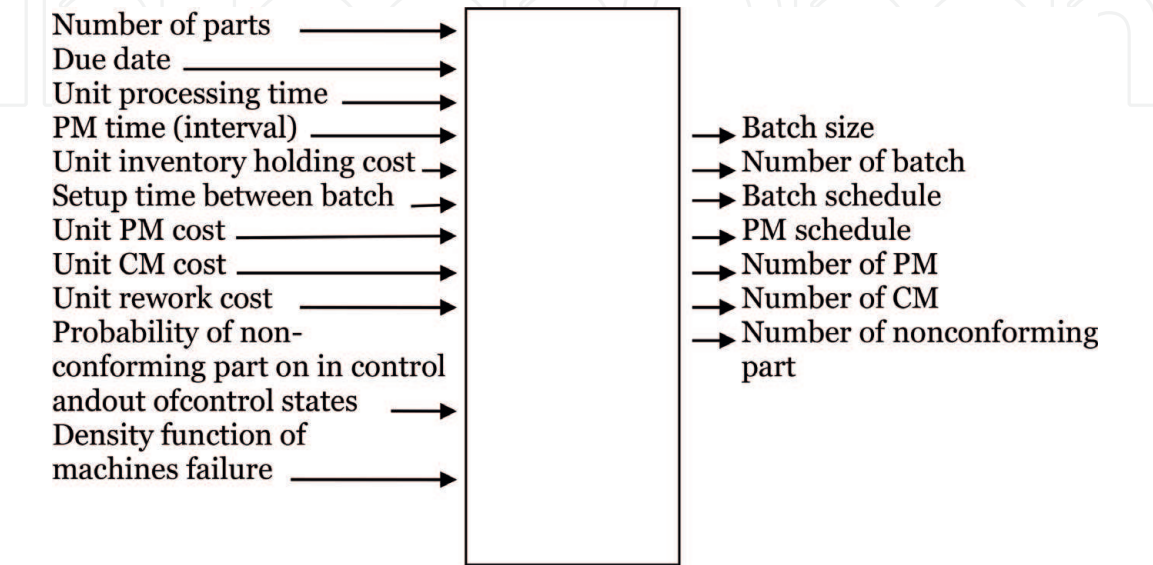 Number of parts
Due date
Unit processing time
PM time (interval)
Unit inventory holding cost
Setup time between batch
Unit PM cost
Unit CM cost
Unit rework cost
Probability of non-
conforming part on in control
andout ofcontrol states
Density function of
machines failure
Batch size
Number of batch
Batch schedule
PM schedule
Number of PM
Number of CM
Number of nonconforming
part